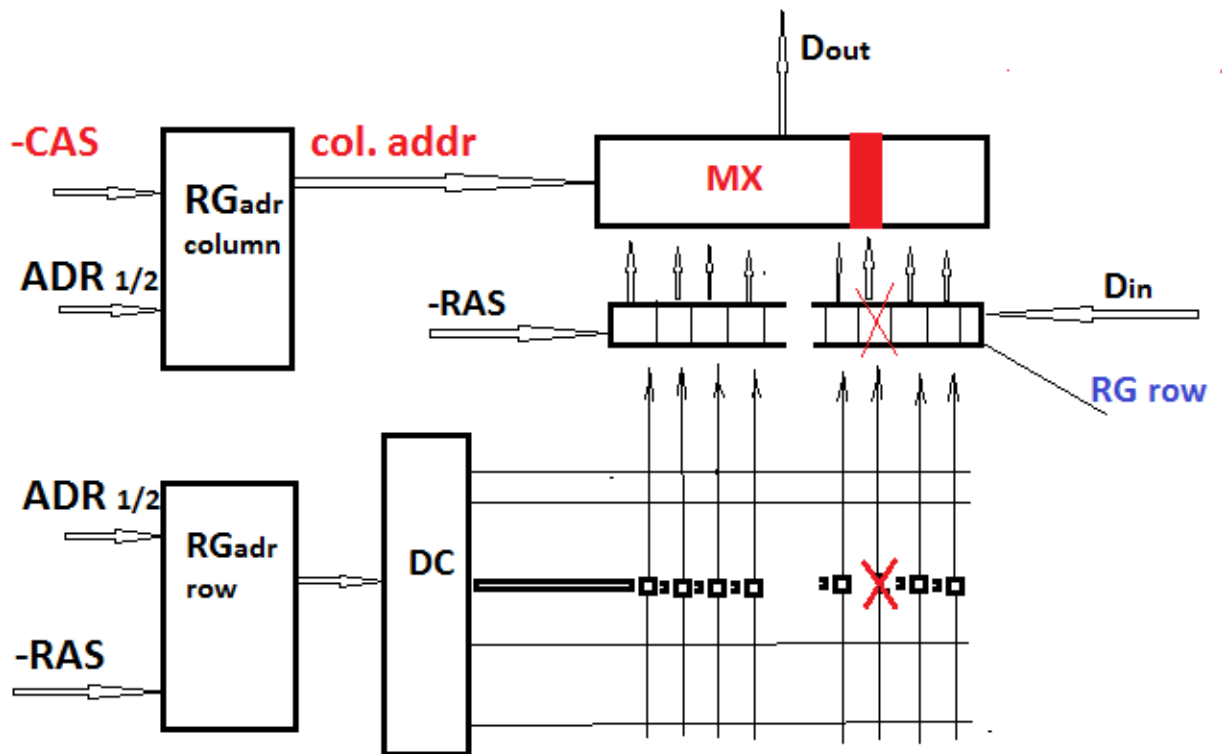 Dout
-CAS
col. addr
MX
RGadr
column
ADR 1/2
-RAS
Din
RG row
ADR 1/2
RGadr
row
DC
-RAS